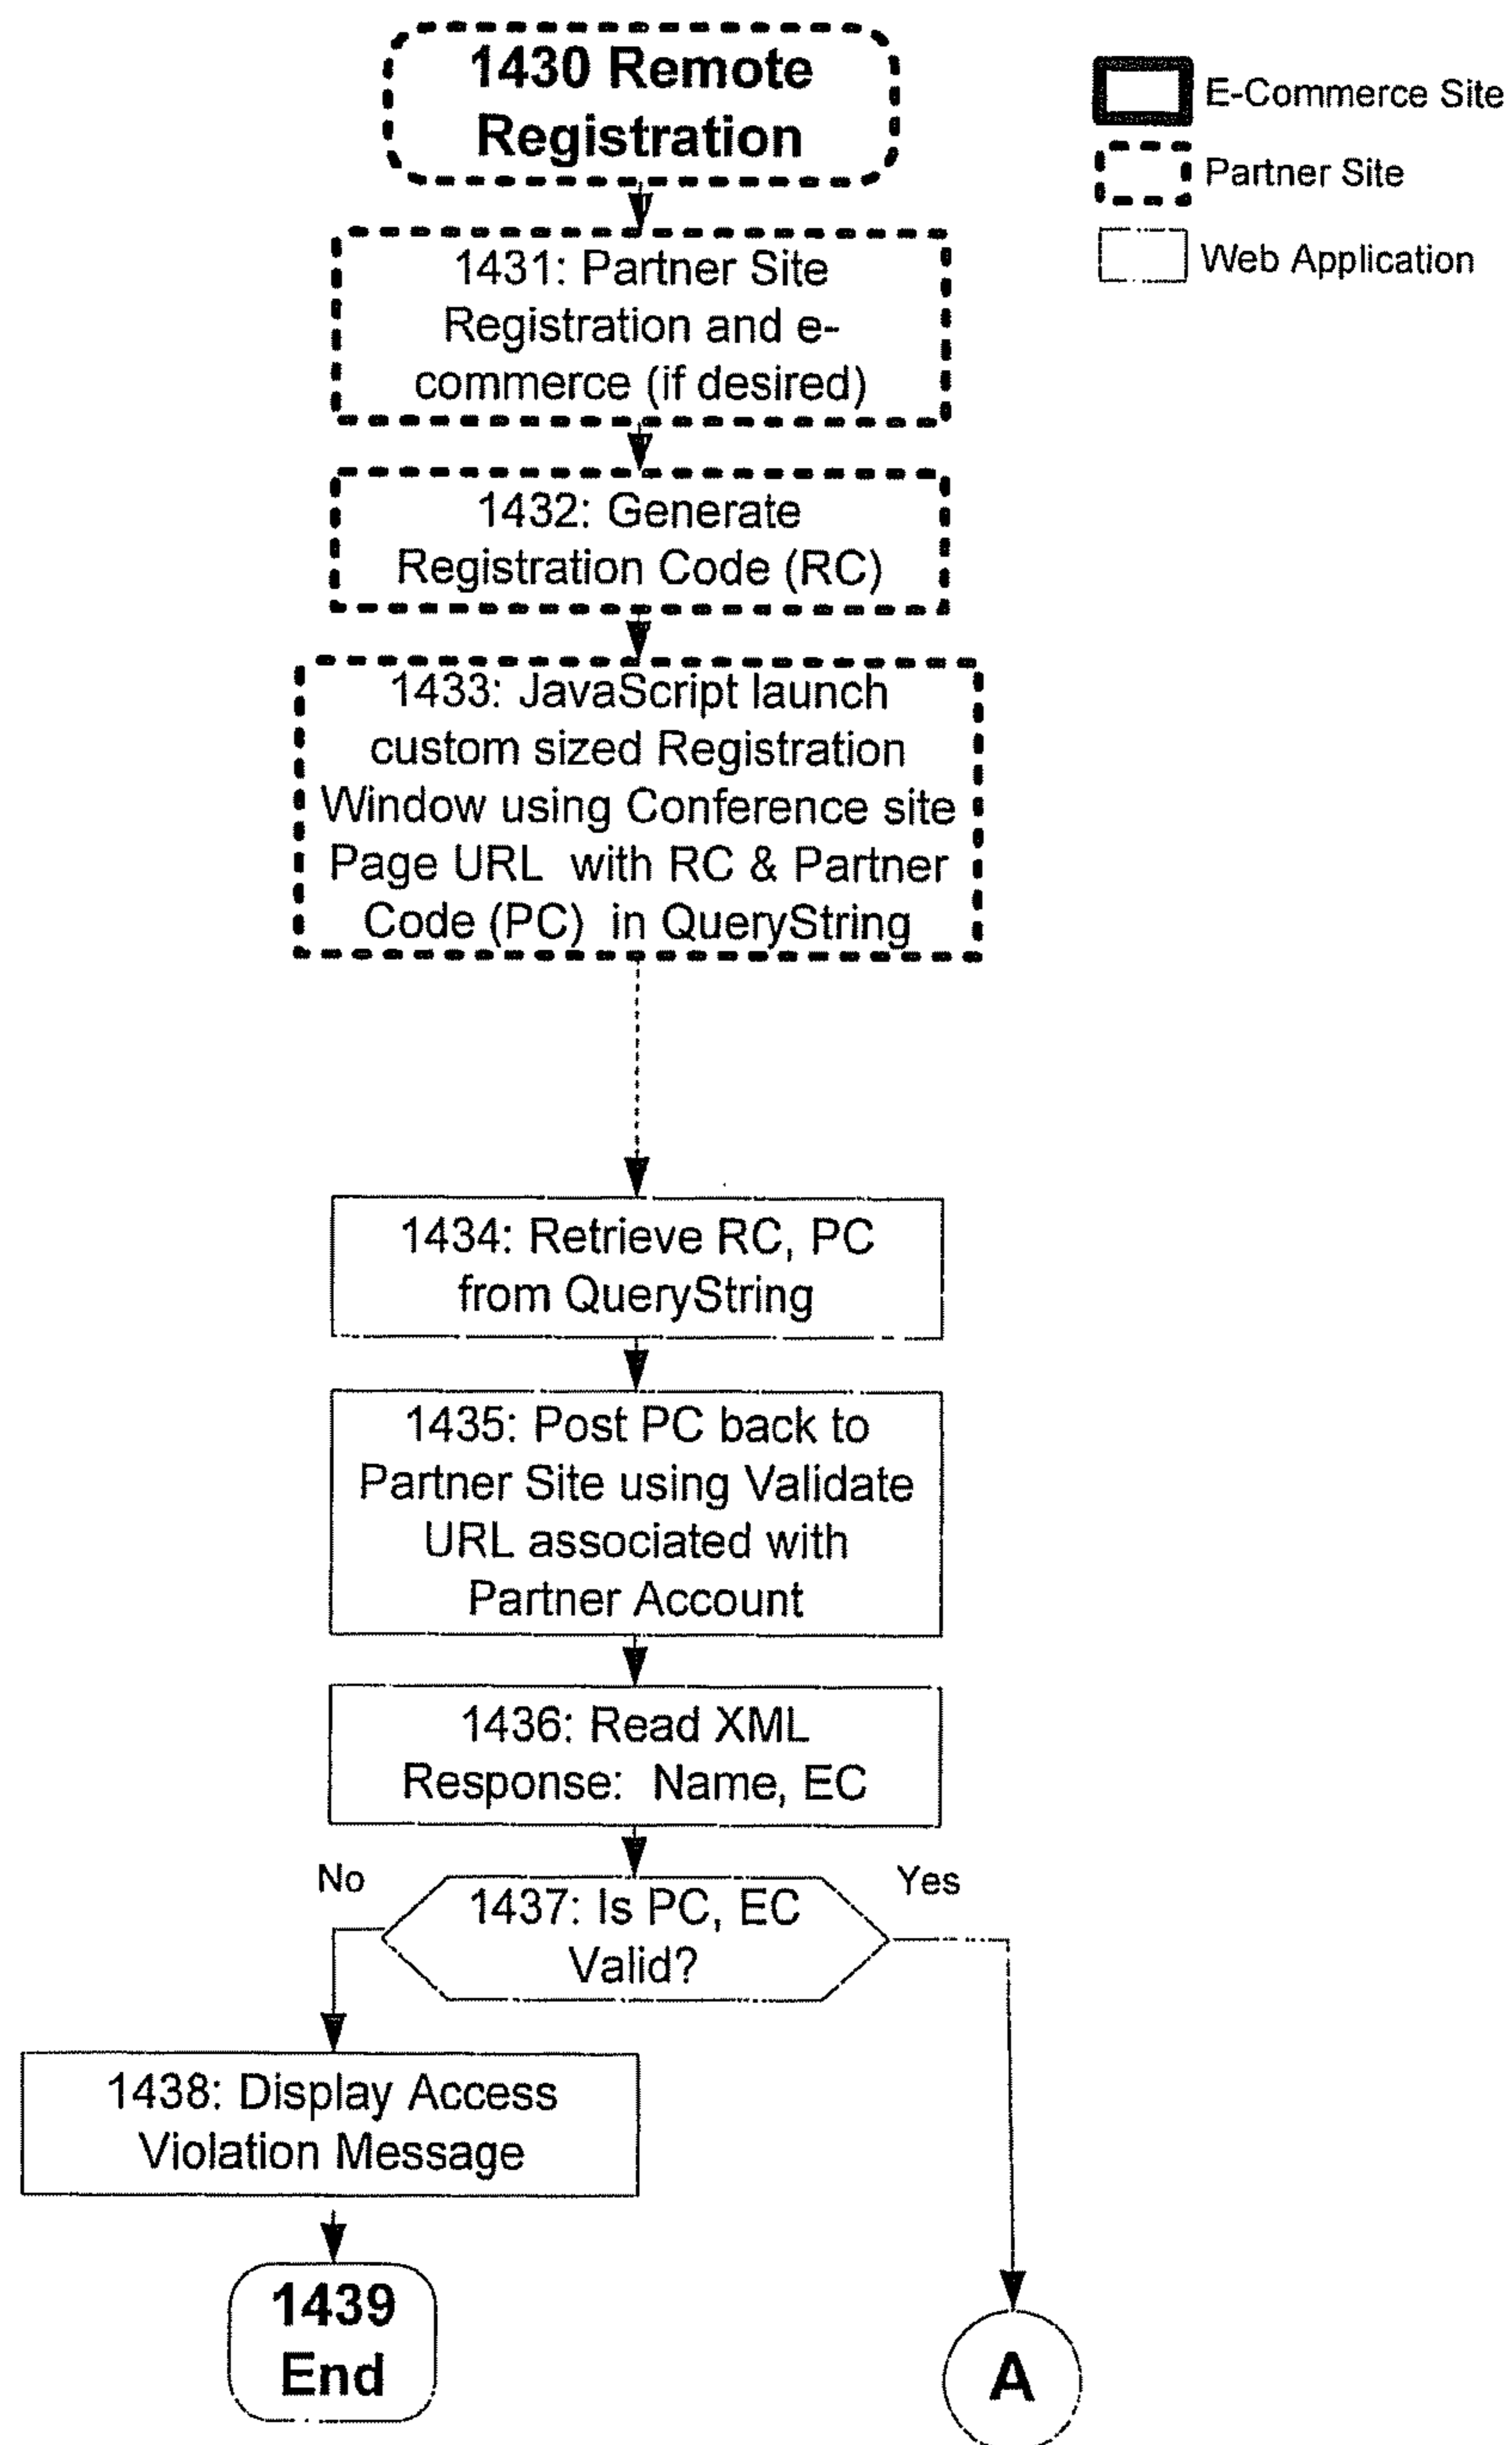 1430 Remote
Registration
E-Commerce Site
Partner Site
Web Application
1431: Partner Site
Registration and e-
commerce (if desired)
1432: Generate
Registration Code (RC)
1433: JavaScript launch
custom sized Registration
Window using Conference site
Page URL with RC & Partner
Code (PC) in QueryString
1434: Retrieve RC, PC
from QueryString
1435: Post PC back to
Partner Site using Validate
URL associated with
Partner Account
1436: Read XML
Response: Name, EC
No
Yes
1437: Is PC, EC
Valid?
1438: Display Access
Violation Message
1439
End
A